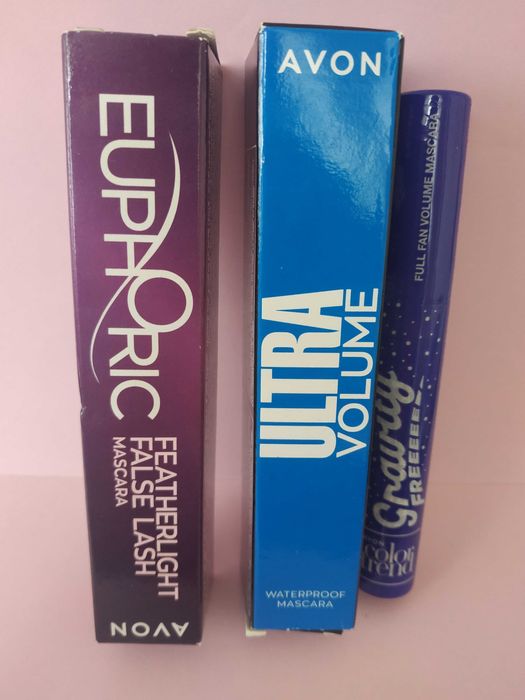 EUPHORIC
FEATHERLIGHT
FALSE LASH
MASCARA
AVON
AVON
ULTRA
VOLUME
WATERPROOF
MASCARA
FULL FAN VOLUME MASCARA
Gravity
FREEEEEE
AVON
color
trend